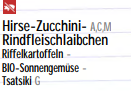 Hirse-Zucchini- A,C,M
Rindfleischlaibchen
Riffelkartoffeln -
BIO-Sonnengemüse -
Tsatsiki G